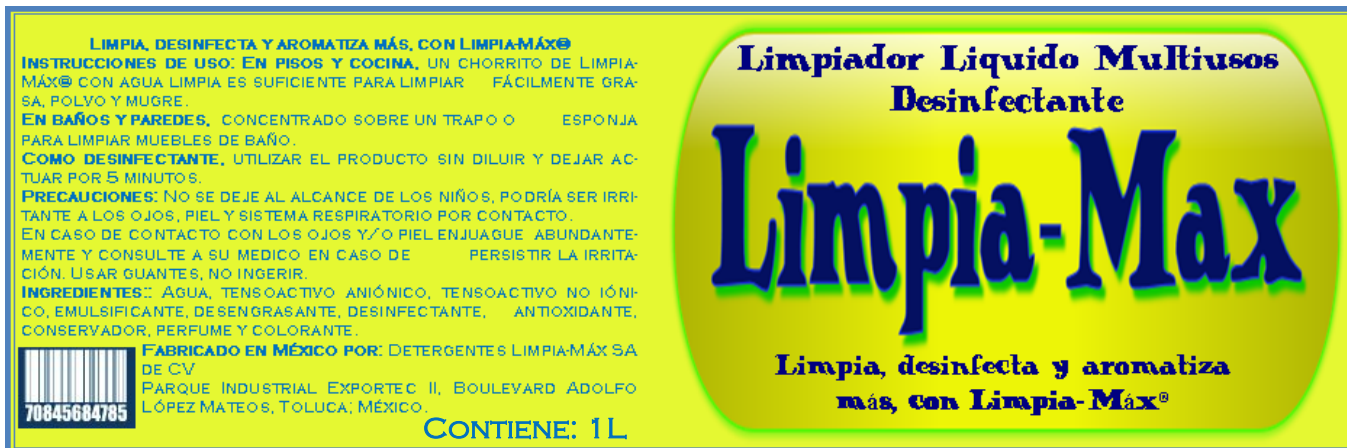 LIMPIA, DESINFECTA Y AROMATIZA MÁS, CON LIMPIA-MÁX®
INSTRUCCIONES DE USO: EN PISOS Y COCINA, UN CHORRITO DE LIMPIA-
MÁX® CON AGUA LIMPIA ES SUFICIENTE PARA LIMPIAR FÁCILMENTE GRA-
SA, POLVO Y MUGRE.
EN BAÑOS Y PAREDES, CONCENTRADO SOBRE UN TRAPO O ESPONJA
PARA LIMPIAR MUEBLES DE BAÑO.
COMO DESINFECTANTE, UTILIZAR EL PRODUCTO SIN DILUIR Y DEJAR AC-
TUAR POR 5 MINUTOS.
PRECAUCIONES: NO SE DEJE AL ALCANCE DE LOS NIÑOS, PODRÍA SER IRRI-
TANTE A LOS OJOS, PIEL Y SISTEMA RESPIRATORIO POR CONTACTO.
EN CASO DE CONTACTO CON LOS OJOS Y/O PIEL ENJUAGUE ABUNDANTE-
MENTE Y CONSULTE A SU MEDICO EN CASO DE PERSISTIR LA IRRITA-
CIÓN. USAR GUANTES, NO INGERIR.
INGREDIENTES:: AGUA, TENSOACTIVO ANIÓNICO, TENSOACTIVO NO IÓNI-
CO, EMULSIFICANTE, DESENGRASANTE, DESINFECTANTE, ANTIOXIDANTE,
CONSERVADOR, PERFUME Y COLORANTE.
FABRICADO EN MÉXICO POR: DETERGENTES LIMPIA-MÁX SA
DE CV
PARQUE INDUSTRIAL EXPORTEC II, BOULEVARD ADOLFO
LÓPEZ MATEOS, TOLUCA; MÉXICO.
70845684785
CONTIENE: 1L
Limpiador Liquido Multiusos
Desinfectante
Limpia-Max
Limpia, desinfecta y aromatiza
más, con Limpia-Máx®